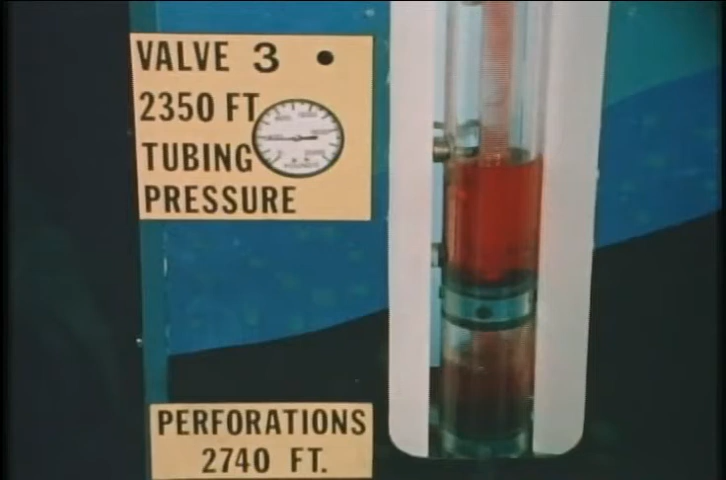 VALVE 3
2350 FT
TUBING
PRESSURE
PERFORATIONS
2740 FT.